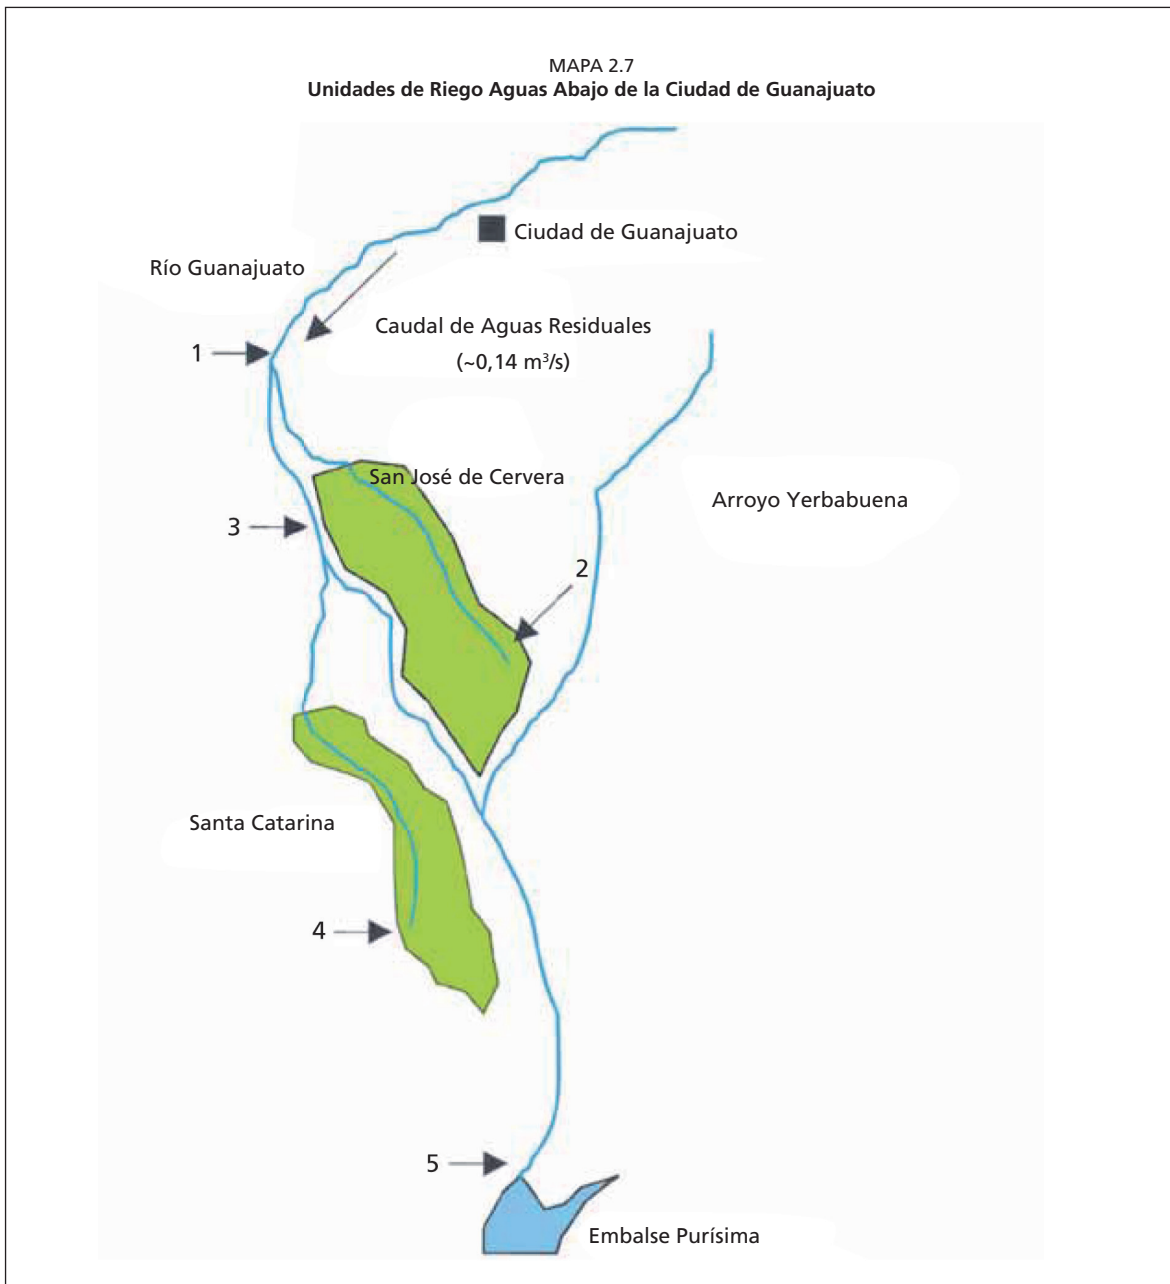 MAPA 2.7
Unidades de Riego Aguas Abajo de la Ciudad de Guanajuato
Ciudad de Guanajuato
Río Guanajuato
Caudal de Aguas Residuales
(~0,14 m³/s)
1
San José de Cervera
Arroyo Yerbabuena
3
2
Santa Catarina
4
5
Embalse Purísima